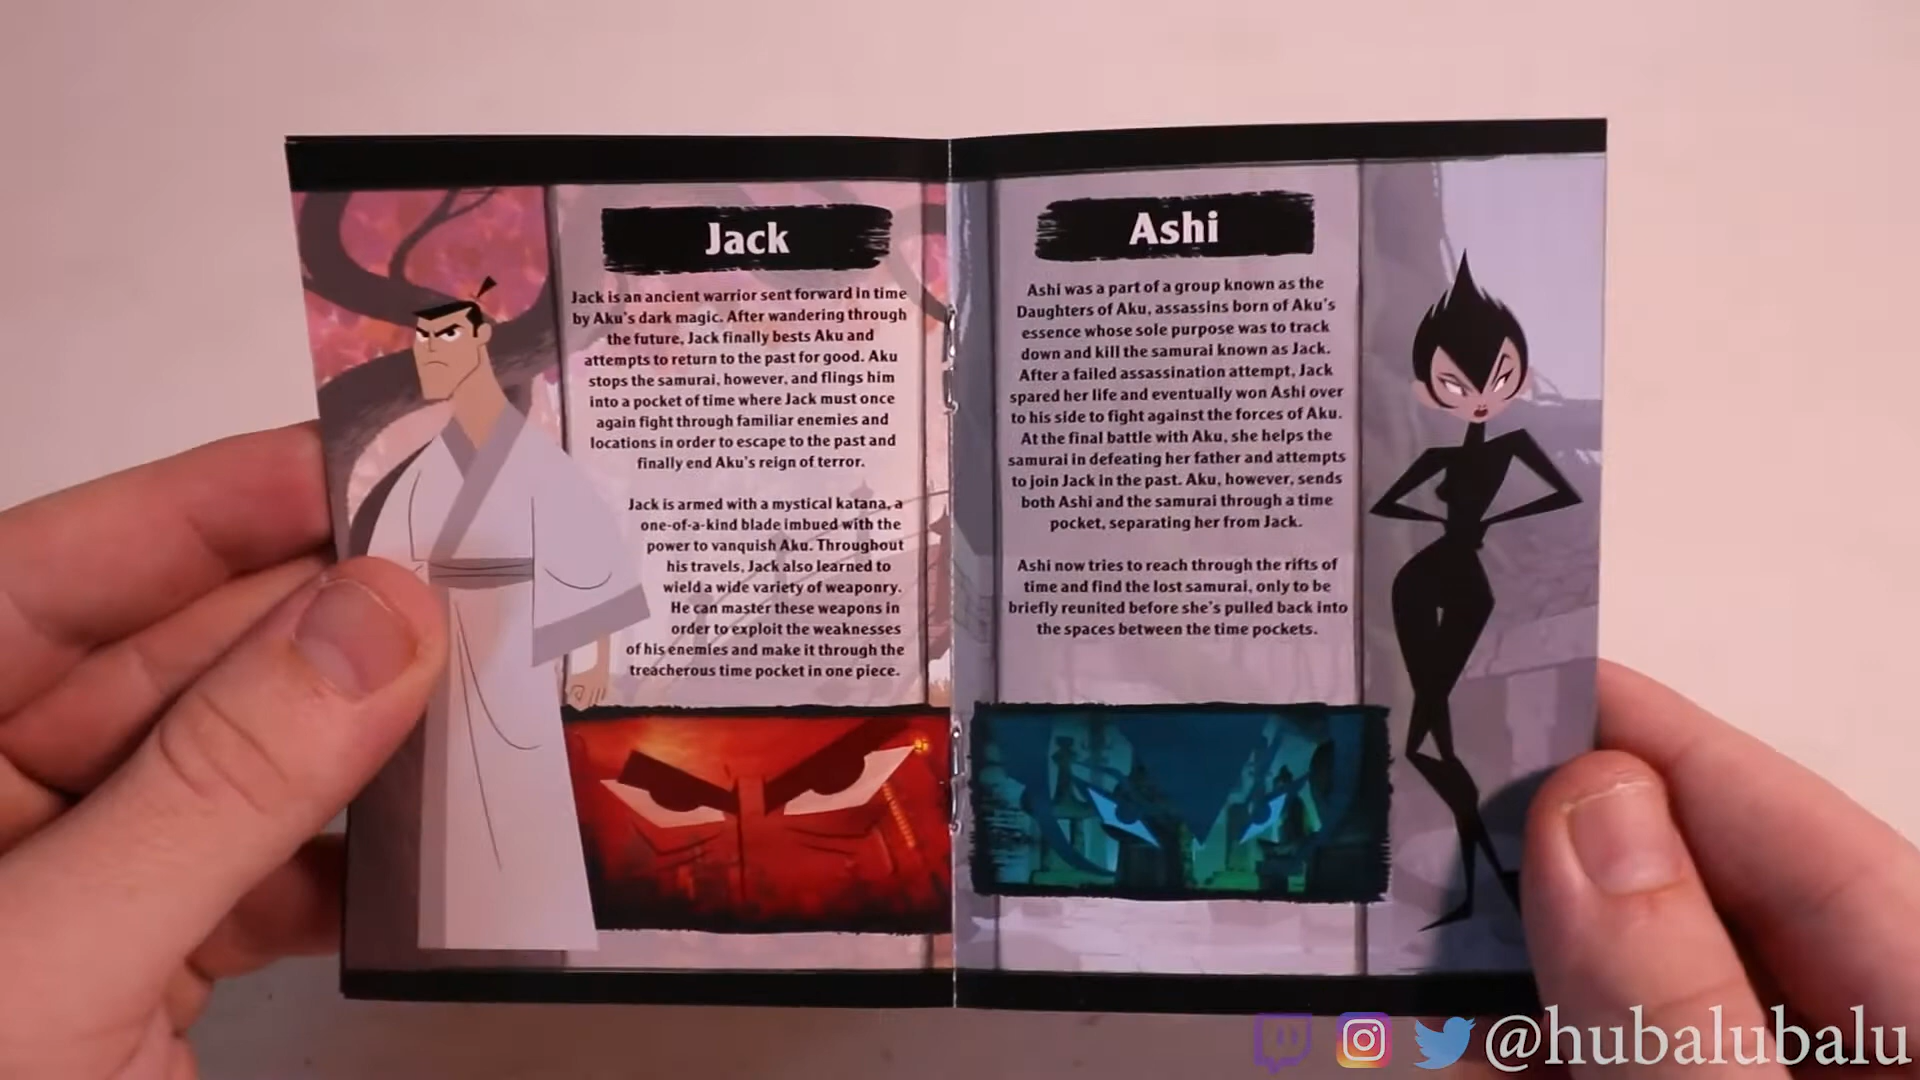 Jack
Jack is an ancient warrior sent forward in time
by Aku's dark magic. After wandering through
the future, Jack finally bests Aku and
attempts to return to the past for good. Aku
stops the samurai, however, and flings him
into a pocket of time where Jack must once
again fight through familiar enemies and
locations in order to escape to the past and
finally end Aku's reign of terror.
Jack is armed with a mystical katana, a
one-of-a-kind blade imbued with the
power to vanquish Aku. Throughout
his travels, Jack also learned to
wield a wide variety of weaponry.
He can master these weapons in
order to exploit the weaknesses
of his enemies and make it through the
treacherous time pocket in one piece.
Ashi
Ashi was a part of a group known as the
Daughters of Aku, assassins born of Aku's
essence whose sole purpose was to track
down and kill the samurai known as Jack.
After a failed assassination attempt, Jack
spared her life and eventually won Ashi over
to his side to fight against the forces of Aku.
At the final battle with Aku, she helps the
samurai in defeating her father and attempts
to join Jack in the past. Aku, however, sends
both Ashi and the samurai through a time
pocket, separating her from Jack.
Ashi now tries to reach through the rifts of
time and find the lost samurai, only to be
briefly reunited before she's pulled back into
the spaces between the time pockets.
@hubalubalu